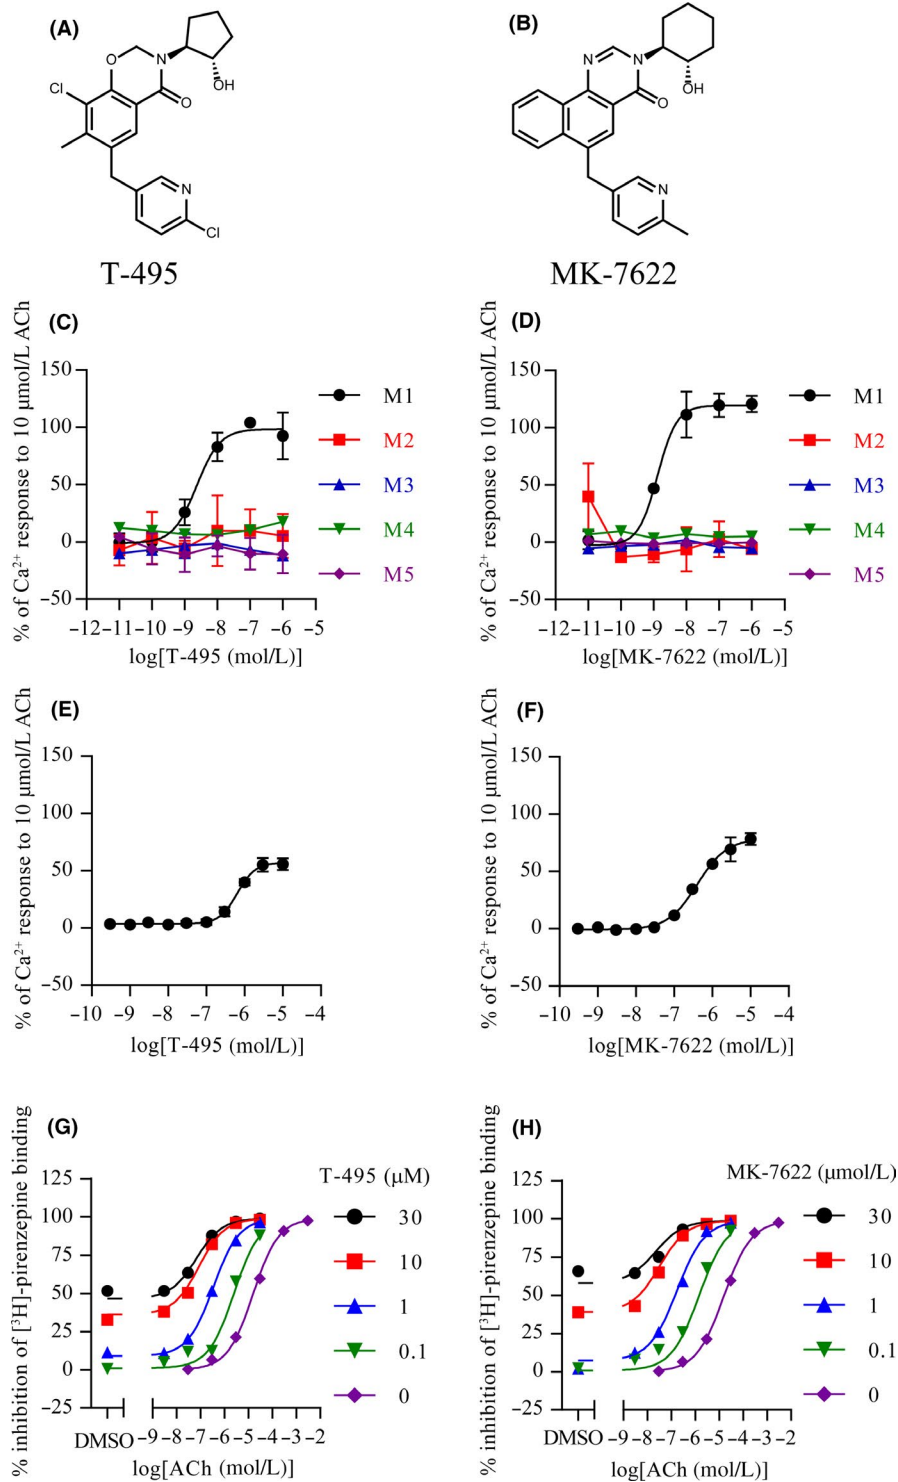 (A)
(B)
O
N
Cl
O
OH
N
Cl
N
N
O
OH
N
T-495
MK-7622
(C)
% of Ca²⁺ response to 10 µmol/L ACh
150
100
50
0
−50
−12 −11 −10 −9 −8 −7 −6 −5
log[T-495 (mol/L)]
M1
M2
M3
M4
M5
(D)
% of Ca²⁺ response to 10 µmol/L ACh
150
100
50
0
−50
−12 −11 −10 −9 −8 −7 −6 −5
log[MK-7622 (mol/L)]
M1
M2
M3
M4
M5
(E)
% of Ca²⁺ response to 10 µmol/L ACh
150
100
50
0
−50
−10 −9 −8 −7 −6 −5 −4
log[T-495 (mol/L)]
(F)
% of Ca²⁺ response to 10 µmol/L ACh
150
100
50
0
−50
−10 −9 −8 −7 −6 −5 −4
log[MK-7622 (mol/L)]
(G)
% inhibition of [³H]-pirenzepine binding
125
100
75
50
25
0
−25
DMSO −9 −8 −7 −6 −5 −4 −3 −2
log[ACh (mol/L)]
T-495 (µM)
30
10
1
0.1
0
(H)
% inhibition of [³H]-pirenzepine binding
125
100
75
50
25
0
−25
DMSO −9 −8 −7 −6 −5 −4 −3 −2
log[ACh (mol/L)]
MK-7622 (µmol/L)
30
10
1
0.1
0